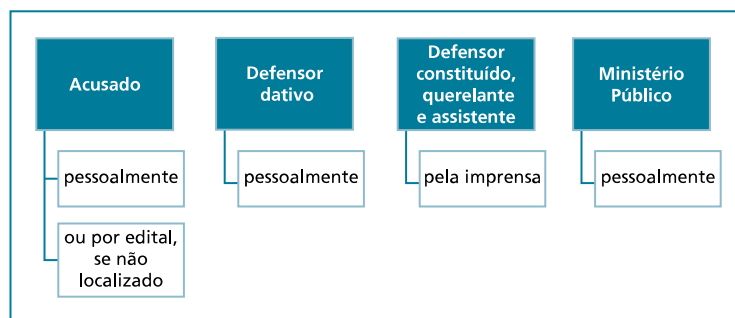 Acusado
pessoalmente
ou por edital,
se não
localizado
Defensor
dativo
pessoalmente
Defensor
constituído,
querelante
e assistente
pela imprensa
Ministério
Público
pessoalmente